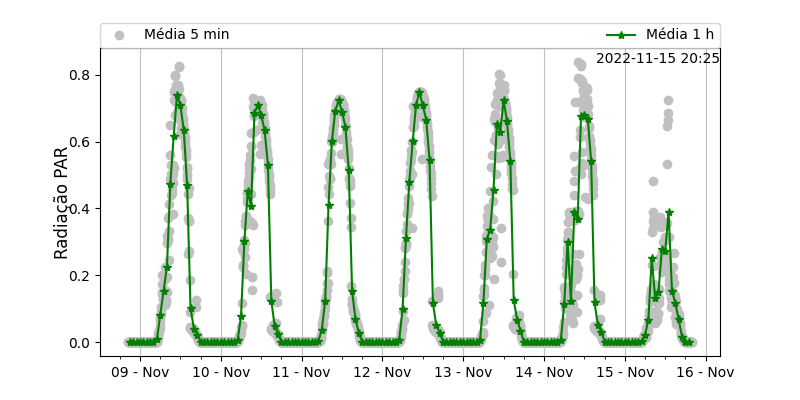 Média 5 min
Média 1 h
2022-11-15 20:25
Radiação PAR
0.8
0.6
0.4
0.2
0.0
09 - Nov
10 - Nov
11 - Nov
12 - Nov
13 - Nov
14 - Nov
15 - Nov
16 - Nov